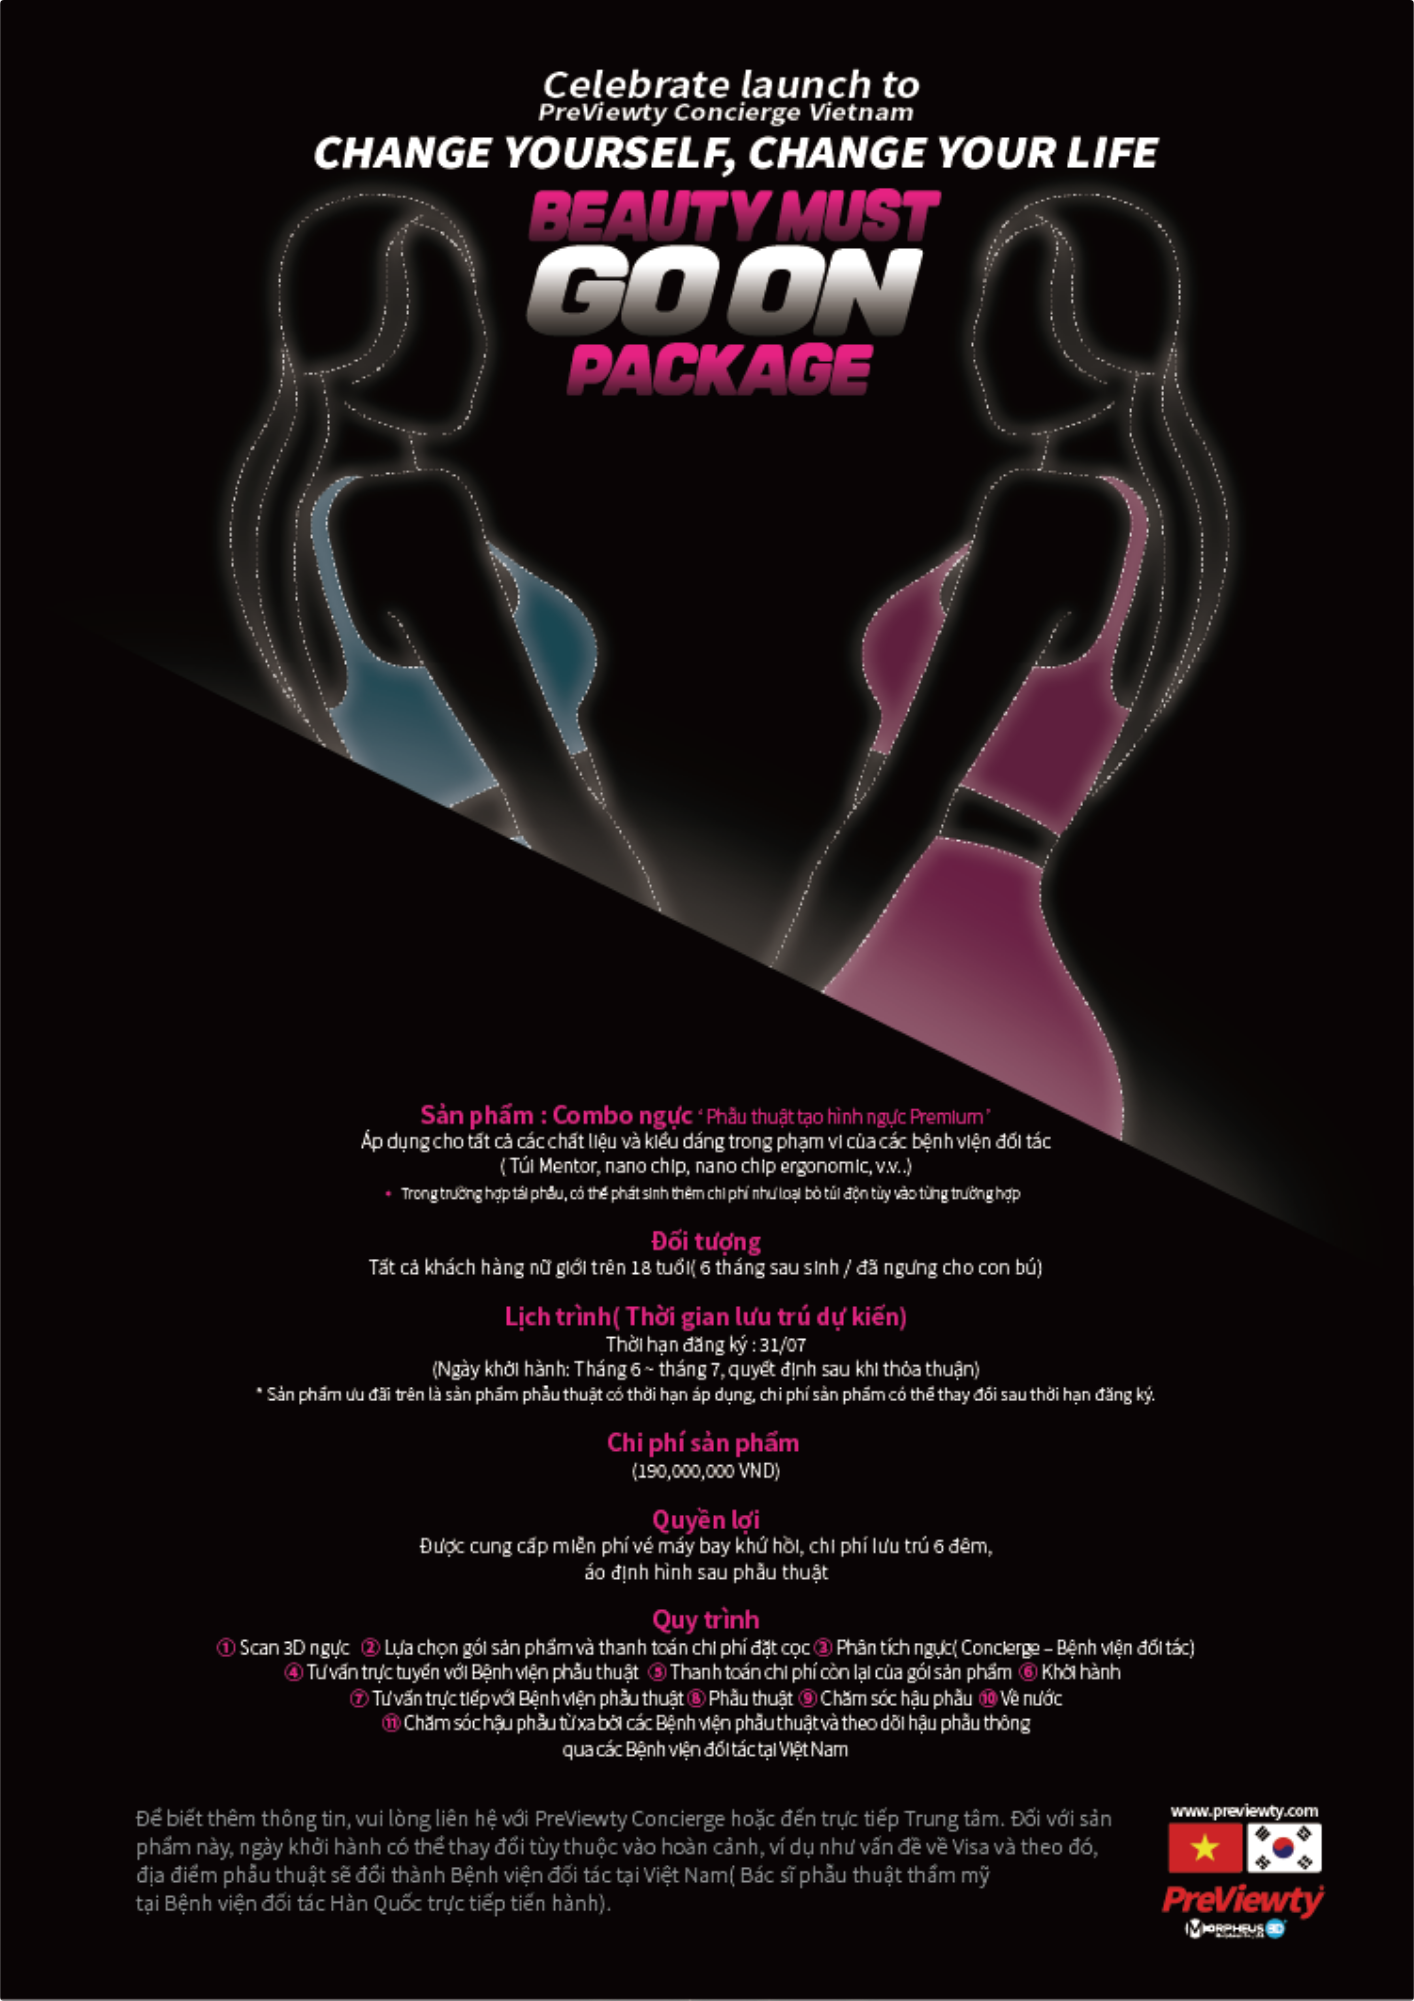 Celebrate launch to
PreViewty Concierge Vietnam
CHANGE YOURSELF, CHANGE YOUR LIFE
BEAUTY MUST
GO ON
PACKAGE
Sản phẩm : Combo ngực ‘ Phẫu thuật tạo hình ngực Premium ’
Áp dụng cho tất cả các chất liệu và kiểu dáng trong phạm vi của các bệnh viện đối tác
( Túi Mentor, nano chip, nano chip ergonomic, v.v..)
• Trong trường hợp tái phẫu, có thể phát sinh thêm chi phí như loại bỏ túi độn tùy vào từng trường hợp
Đối tượng
Tất cả khách hàng nữ giới trên 18 tuổi( 6 tháng sau sinh / đã ngưng cho con bú)
Lịch trình( Thời gian lưu trú dự kiến)
Thời hạn đăng ký : 31/07
(Ngày khởi hành: Tháng 6 ~ tháng 7, quyết định sau khi thỏa thuận)
* Sản phẩm ưu đãi trên là sản phẩm phẫu thuật có thời hạn áp dụng, chi phí sản phẩm có thể thay đổi sau thời hạn đăng ký.
Chi phí sản phẩm
(190,000,000 VND)
Quyền lợi
Được cung cấp miễn phí vé máy bay khứ hồi, chi phí lưu trú 6 đêm,
áo định hình sau phẫu thuật
Quy trình
① Scan 3D ngực ② Lựa chọn gói sản phẩm và thanh toán chi phí đặt cọc ③ Phân tích ngực( Concierge – Bệnh viện đối tác)
④ Tư vấn trực tuyến với Bệnh viện phẫu thuật ⑤ Thanh toán chi phí còn lại của gói sản phẩm ⑥ Khởi hành
⑦ Tư vấn trực tiếp với Bệnh viện phẫu thuật ⑧ Phẫu thuật ⑨ Chăm sóc hậu phẫu ⑩ Về nước
⑪ Chăm sóc hậu phẫu từ xa bởi các Bệnh viện phẫu thuật và theo dõi hậu phẫu thông
qua các Bệnh viện đối tác tại Việt Nam
Để biết thêm thông tin, vui lòng liên hệ với PreViewty Concierge hoặc đến trực tiếp Trung tâm. Đối với sản
phẩm này, ngày khởi hành có thể thay đổi tùy thuộc vào hoàn cảnh, ví dụ như vấn đề về Visa và theo đó,
địa điểm phẫu thuật sẽ đổi thành Bệnh viện đối tác tại Việt Nam( Bác sĩ phẫu thuật thẩm mỹ
tại Bệnh viện đối tác Hàn Quốc trực tiếp tiến hành).
www.previewty.com
PreViewty
MORPHEUS 3D